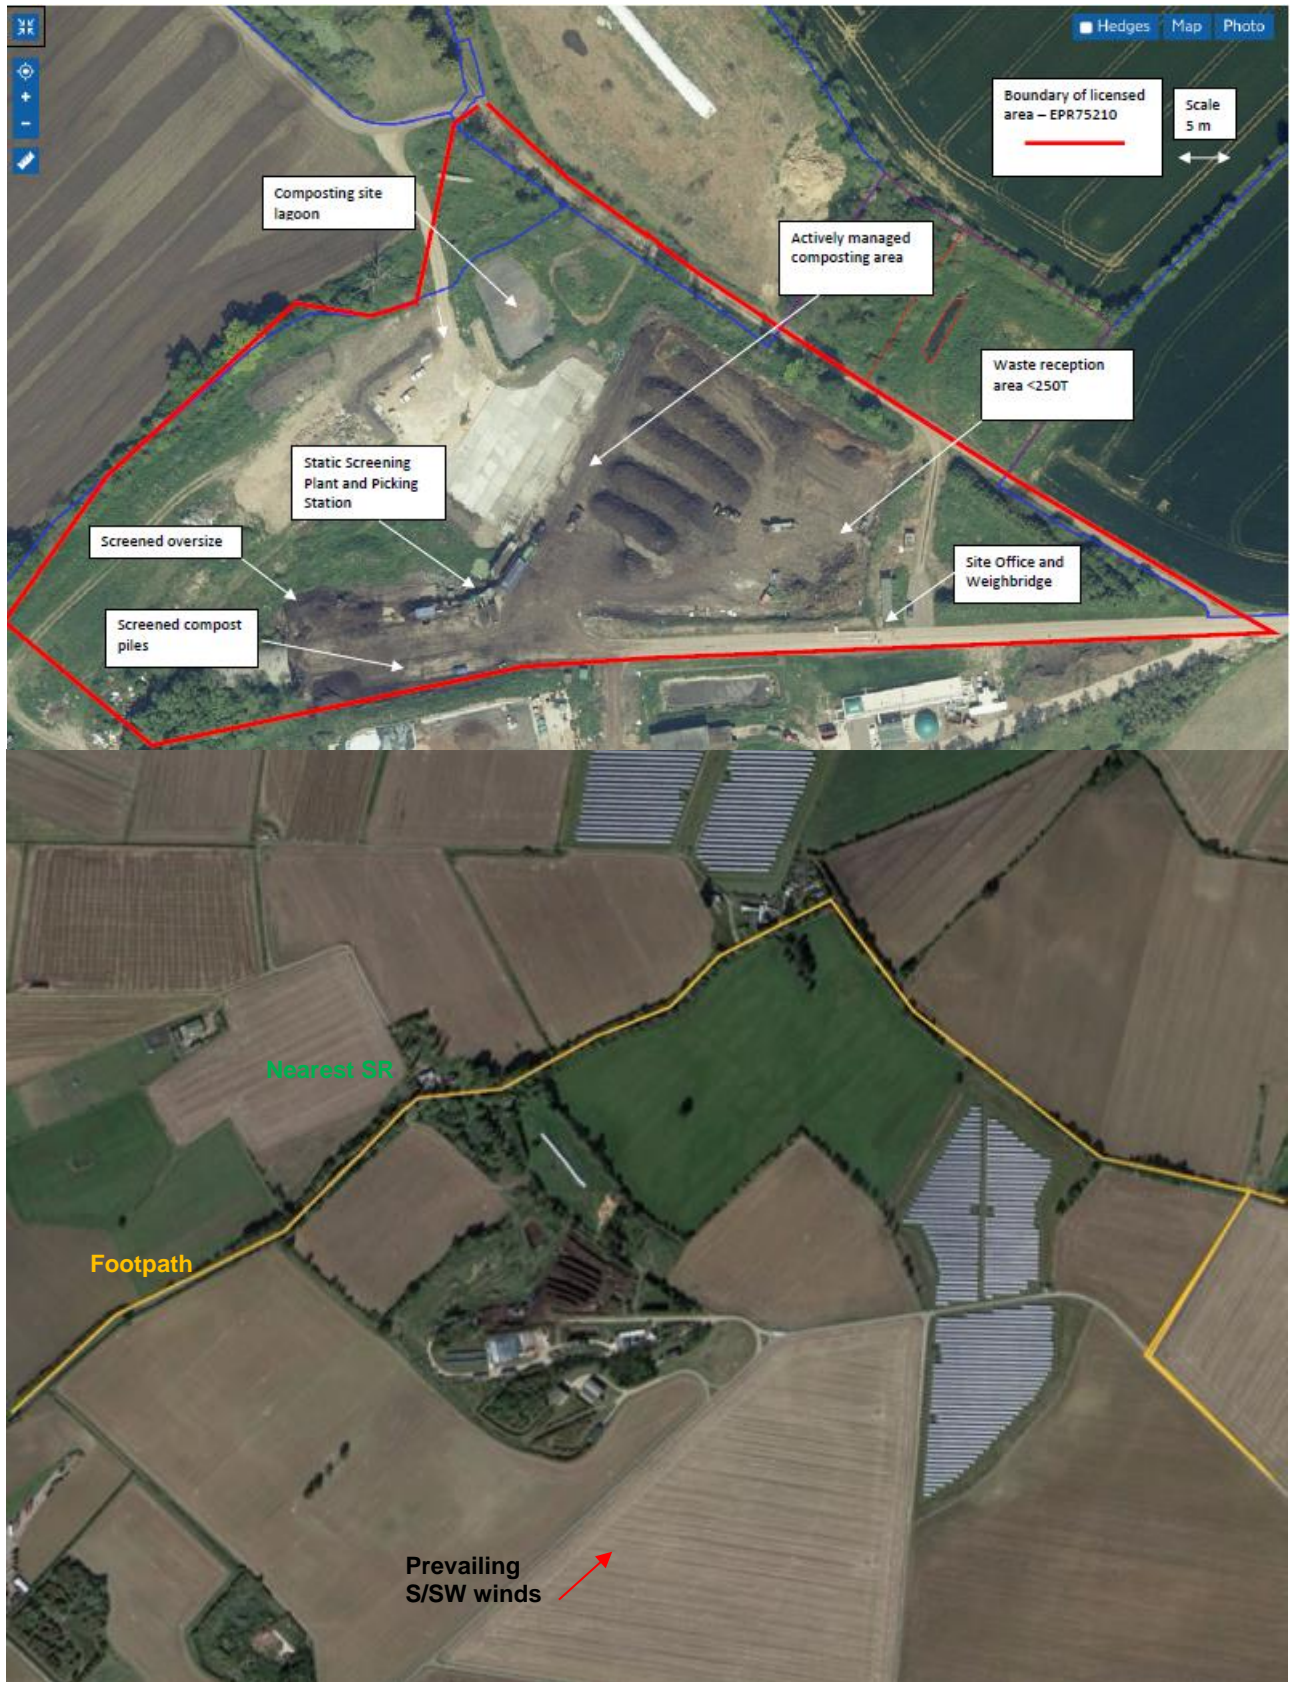 Hedges
Map
Photo
Boundary of licensed
area – EPR75210
Scale
5 m
Composting site
lagoon
Actively managed
composting area
Waste reception
area <250T
Static Screening
Plant and Picking
Station
Screened oversize
Site Office and
Weighbridge
Screened compost
piles
Nearest SR
Footpath
Prevailing
S/SW winds